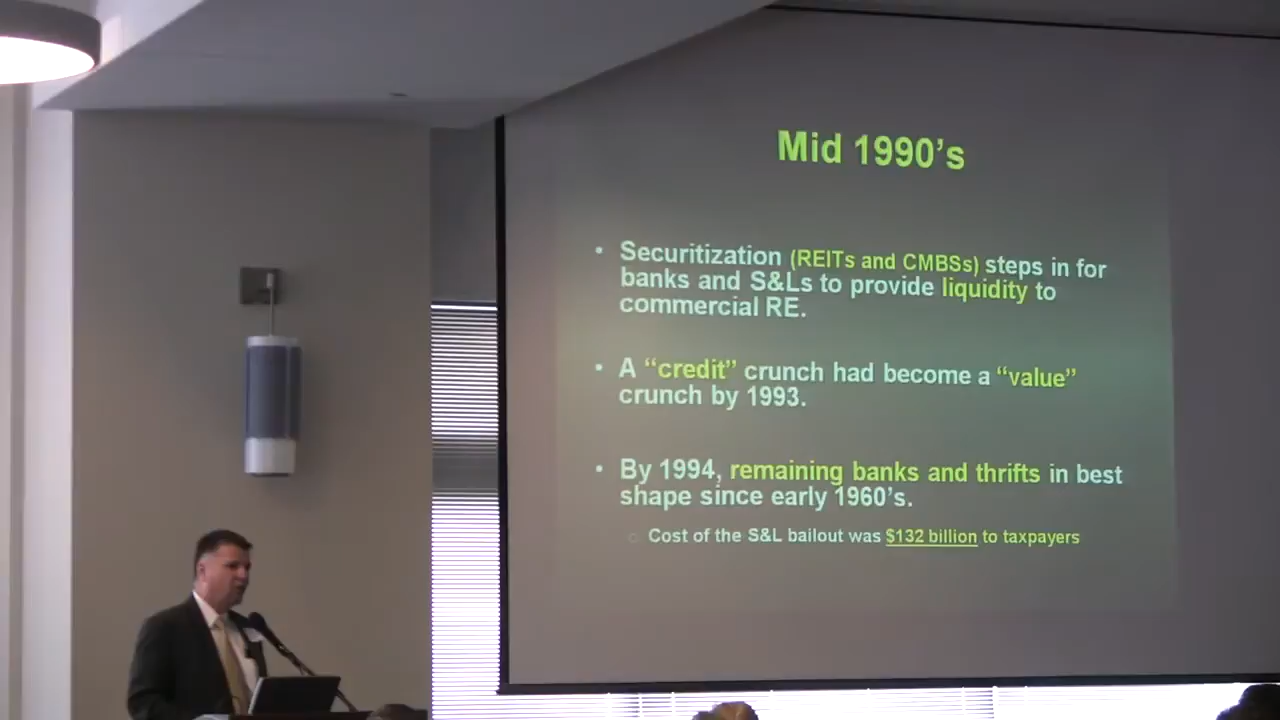 Mid 1990’s
• Securitization (REITs and CMBSs) steps in for
banks and S&Ls to provide liquidity to
commercial RE.
• A “credit” crunch had become a “value”
crunch by 1993.
• By 1994, remaining banks and thrifts in best
shape since early 1960’s.
○ Cost of the S&L bailout was $132 billion to taxpayers